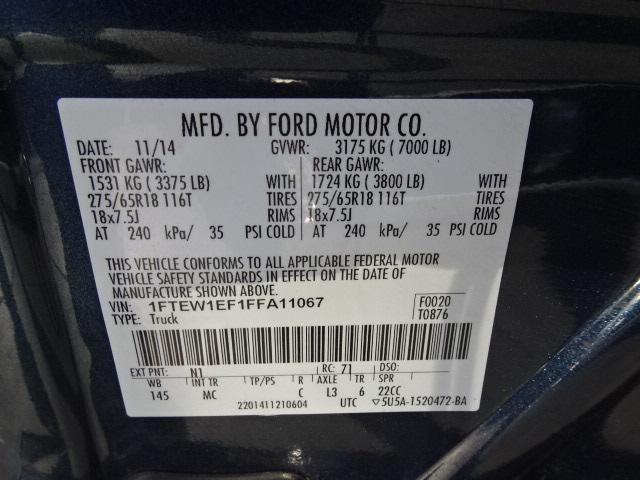 MFD. BY FORD MOTOR CO.
DATE: 11/14 GVWR: 3175 KG ( 7000 LB)
FRONT GAWR: REAR GAWR:
1531 KG ( 3375 LB) WITH 1724 KG ( 3800 LB) WITH
275/65R18 116T TIRES 275/65R18 116T TIRES
18x7.5J RIMS 18x7.5J RIMS
AT 240 kPa/ 35 PSI COLD AT 240 kPa/ 35 PSI COLD
THIS VEHICLE CONFORMS TO ALL APPLICABLE FEDERAL MOTOR
VEHICLE SAFETY STANDARDS IN EFFECT ON THE DATE OF
MANUFACTURE SHOWN ABOVE.
VIN: 1FTEW1EF1FFA11067 F0020
TYPE: Truck T0876
EXT PNT: N1 RC: 71 DSO:
WB INT TR TP/PS R AXLE TR SPR
145 MC C L3 6 22CC
2201411210604 UTC ▽5U5A-1520472-BA